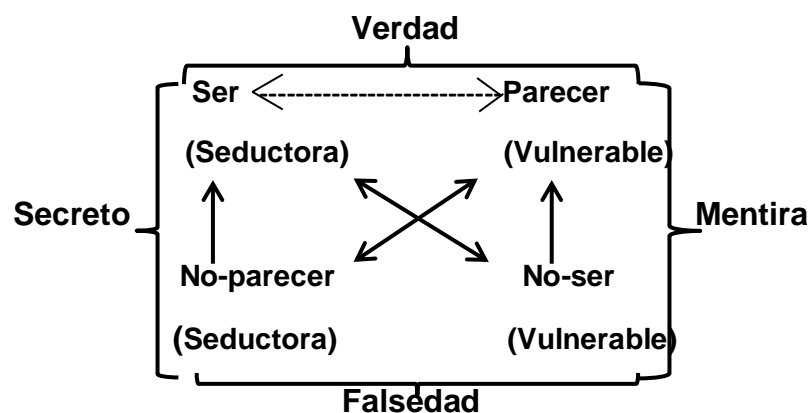 Verdad
Ser Parecer
(Seductora) (Vulnerable)
Secreto Mentira
No-parecer No-ser
(Seductora) (Vulnerable)
Falsedad